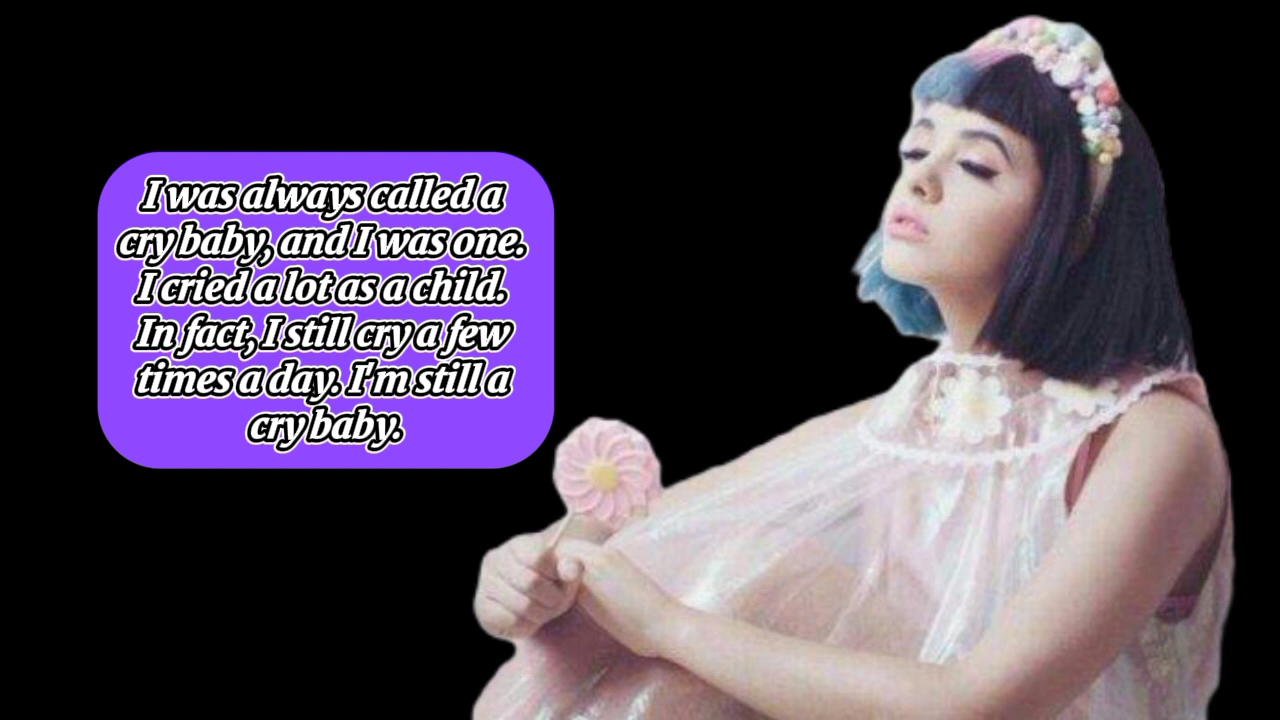 I was always called a
cry baby, and I was one.
I cried a lot as a child.
In fact, I still cry a few
times a day. I'm still a
cry baby.